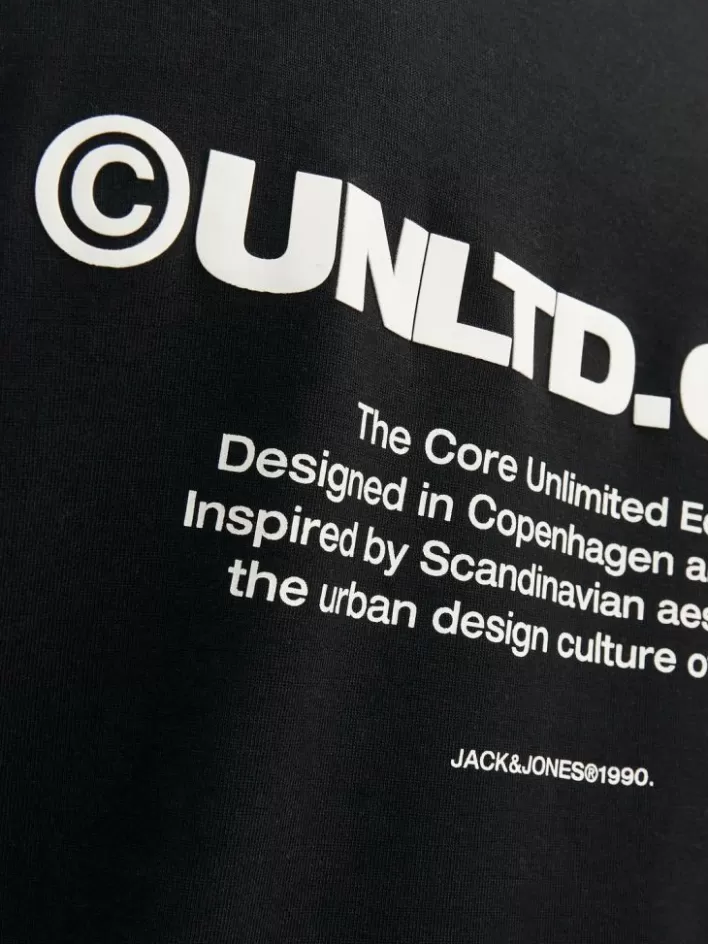 ©UNLTD.
The Core Unlimited
Designed in Copenhagen
Inspired by Scandinavian
the urban design culture
JACK&JONES®1990.